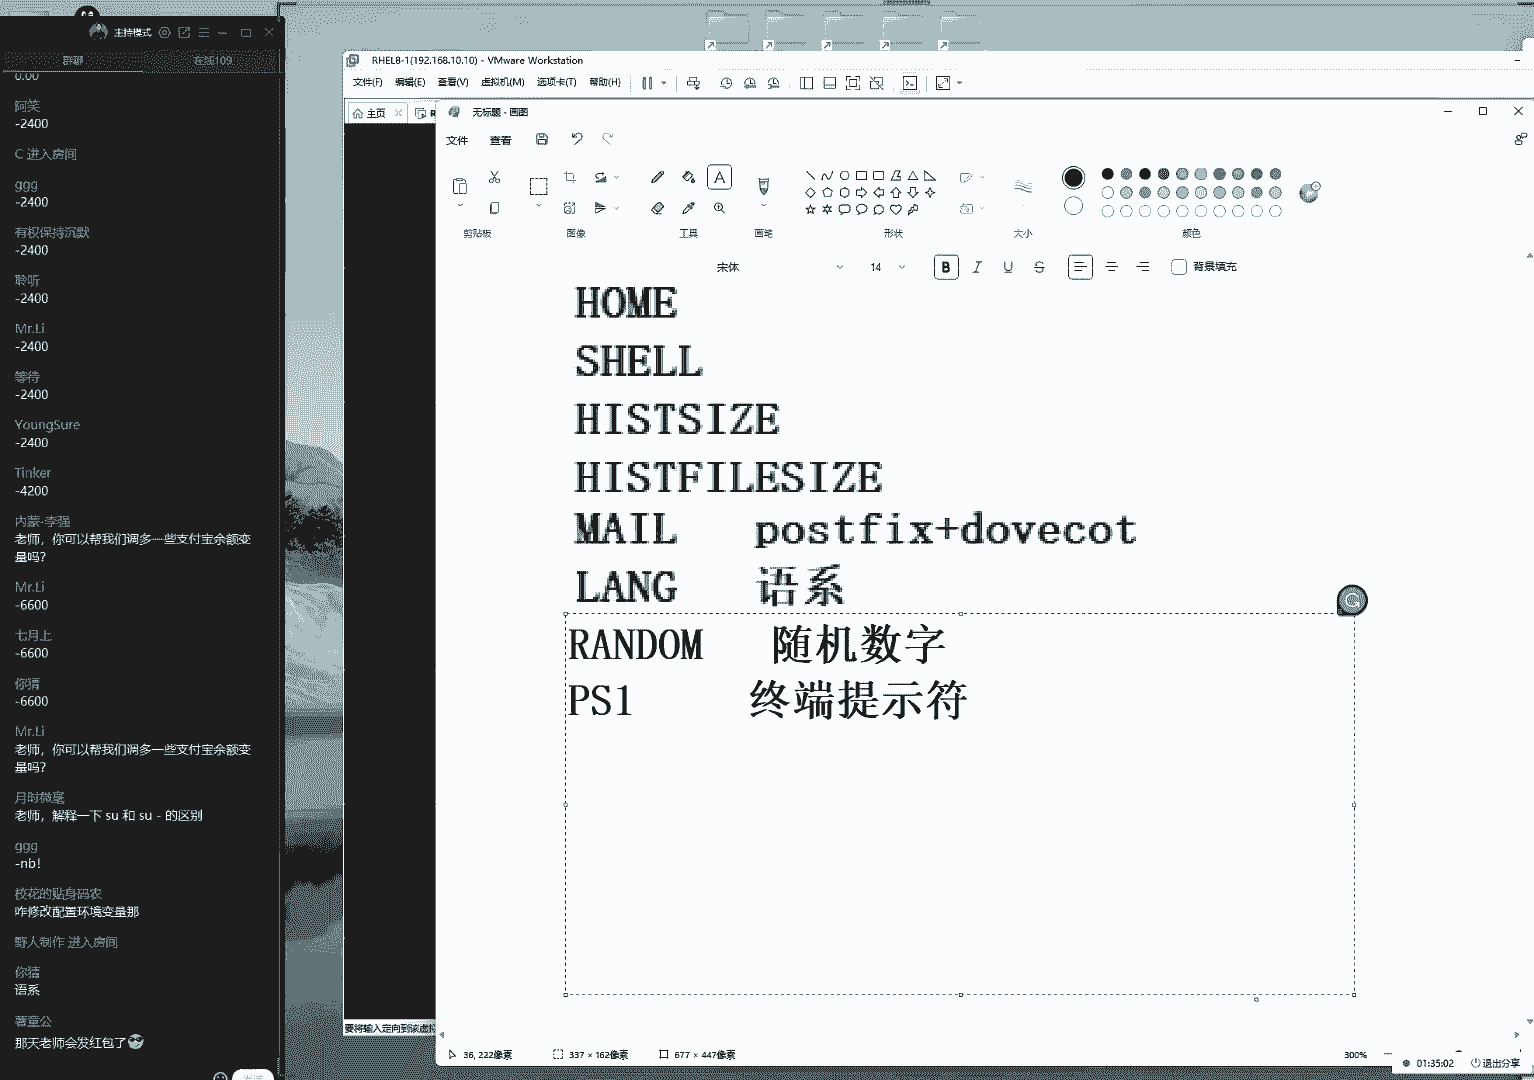 主持模式
群聊
在线109
0.00
阿笑
-2400
C 进入房间
ggg
-2400
有权保持沉默
-2400
聆听
-2400
Mr.Li
-2400
等待
-2400
YoungSure
-2400
Tinker
-4200
内蒙-李强
老师，你可以帮我们调多一些支付宝余额变
量吗？
Mr.Li
-6600
七月上
-6600
你猜
-6600
Mr.Li
老师，你可以帮我们调多一些支付宝余额变
量吗？
月时微毫
老师，解释一下 su 和 su - 的区别
ggg
-nb！
校花的贴身码农
咋修改配置环境变量那
野人制作 进入房间
你猜
语系
那天老师会发红包了
RHEL8-1(192.168.10.10) - VMware Workstation
文件(F) 编辑(E) 查看(V) 虚拟机(M) 选项卡(T) 帮助(H)
主页
R
无标题 - 画图
文件 查看
A
剪贴板 图像 工具 画笔 形状 大小 颜色
宋体 14 B I U S 背景填充
HOME
SHELL
HISTSIZE
HISTFILESIZE
MAIL postfix+dovecot
LANG 语系
RANDOM 随机数字
PS1 终端提示符
G
要将输入定向到该虚拟
36, 222像素 337 × 162像素 677 × 447像素 300%
01:35:02 退出分享